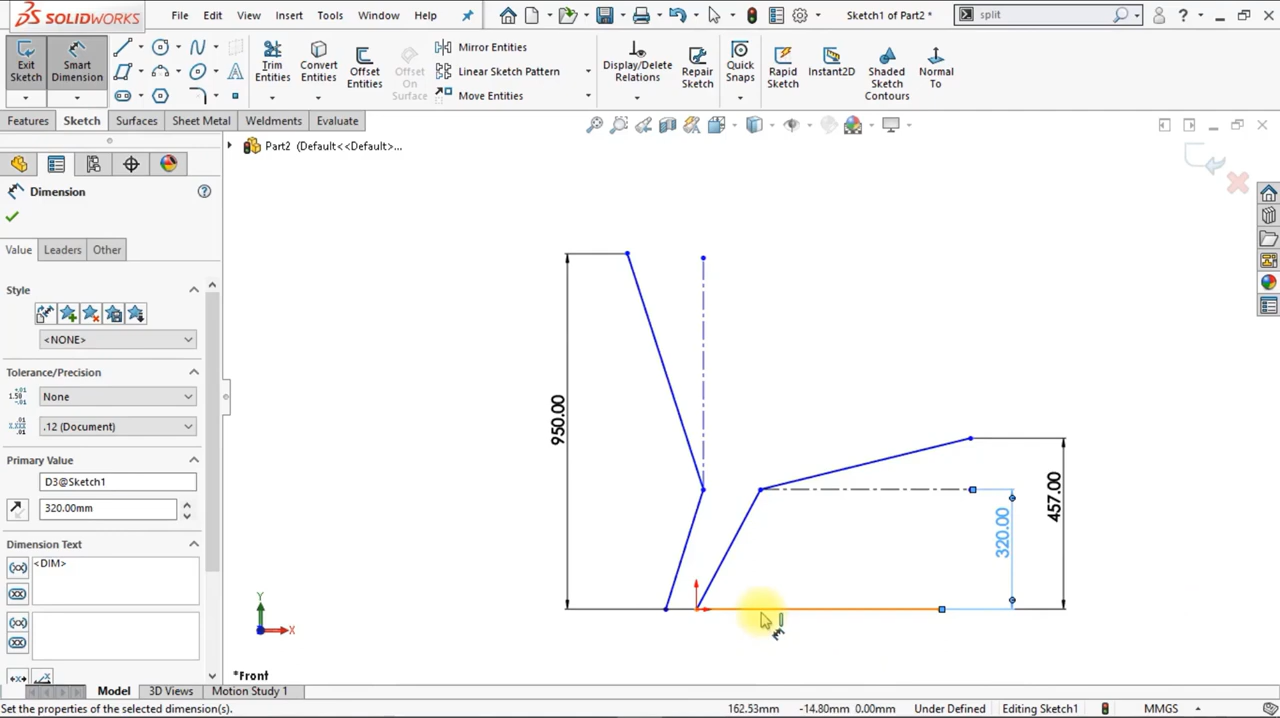 SOLIDWORKS
File Edit View Insert Tools Window Help
Sketch1 of Part2 *
split
Exit Sketch
Smart Dimension
Trim Entities
Convert Entities
Offset Entities
Offset On Surface
Mirror Entities
Linear Sketch Pattern
Move Entities
Display/Delete Relations
Repair Sketch
Quick Snaps
Rapid Sketch
Instant2D
Shaded Sketch Contours
Normal To
Features Sketch Surfaces Sheet Metal Weldments Evaluate
Part2 (Default<<Default>...
Dimension
Value Leaders Other
Style
<NONE>
Tolerance/Precision
None
.12 (Document)
Primary Value
D3@Sketch1
320.00mm
Dimension Text
<DIM>
950.00
320.00
457.00
Y
X
*Front
Model 3D Views Motion Study 1
Set the properties of the selected dimension(s).
162.53mm -14.80mm 0.00mm Under Defined Editing Sketch1 MMGS